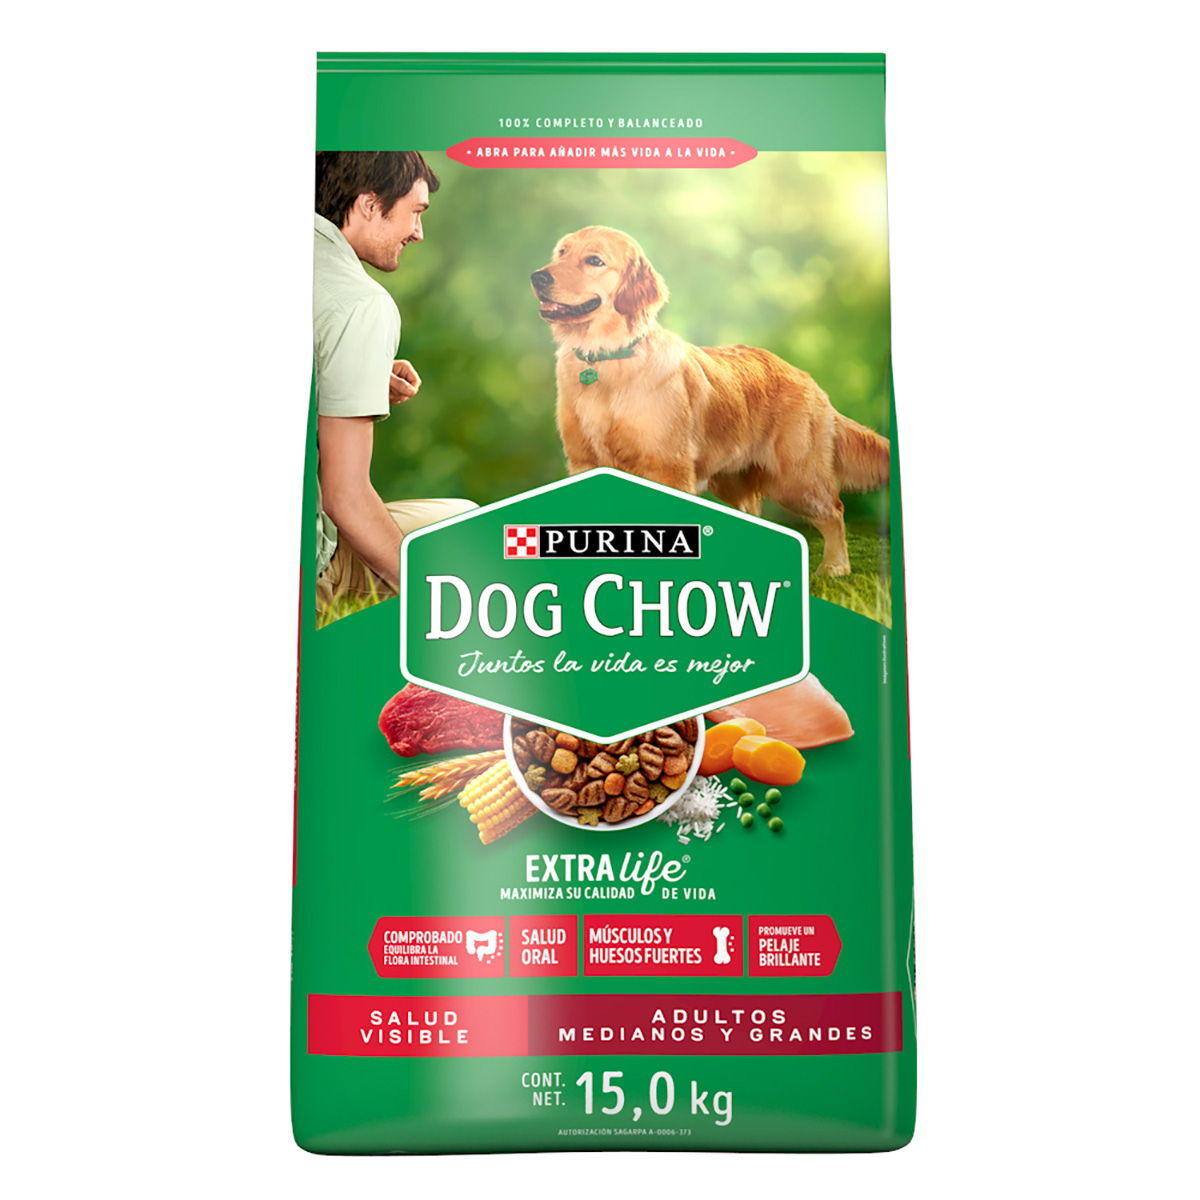 100% COMPLETO Y BALANCEADO
• ABRA PARA AÑADIR MÁS VIDA A LA VIDA •
PURINA®
DOG CHOW®
Juntos la vida es mejor
EXTRA life®
MAXIMIZA SU CALIDAD DE VIDA
COMPROBADO
EQUILIBRA LA
FLORA INTESTINAL
SALUD
ORAL
MÚSCULOS Y
HUESOS FUERTES
PROMUEVE UN
PELAJE
BRILLANTE
SALUD
VISIBLE
ADULTOS
MEDIANOS Y GRANDES
CONT.
NET.
15,0 kg
AUTORIZACIÓN SAGARPA A-0006-373